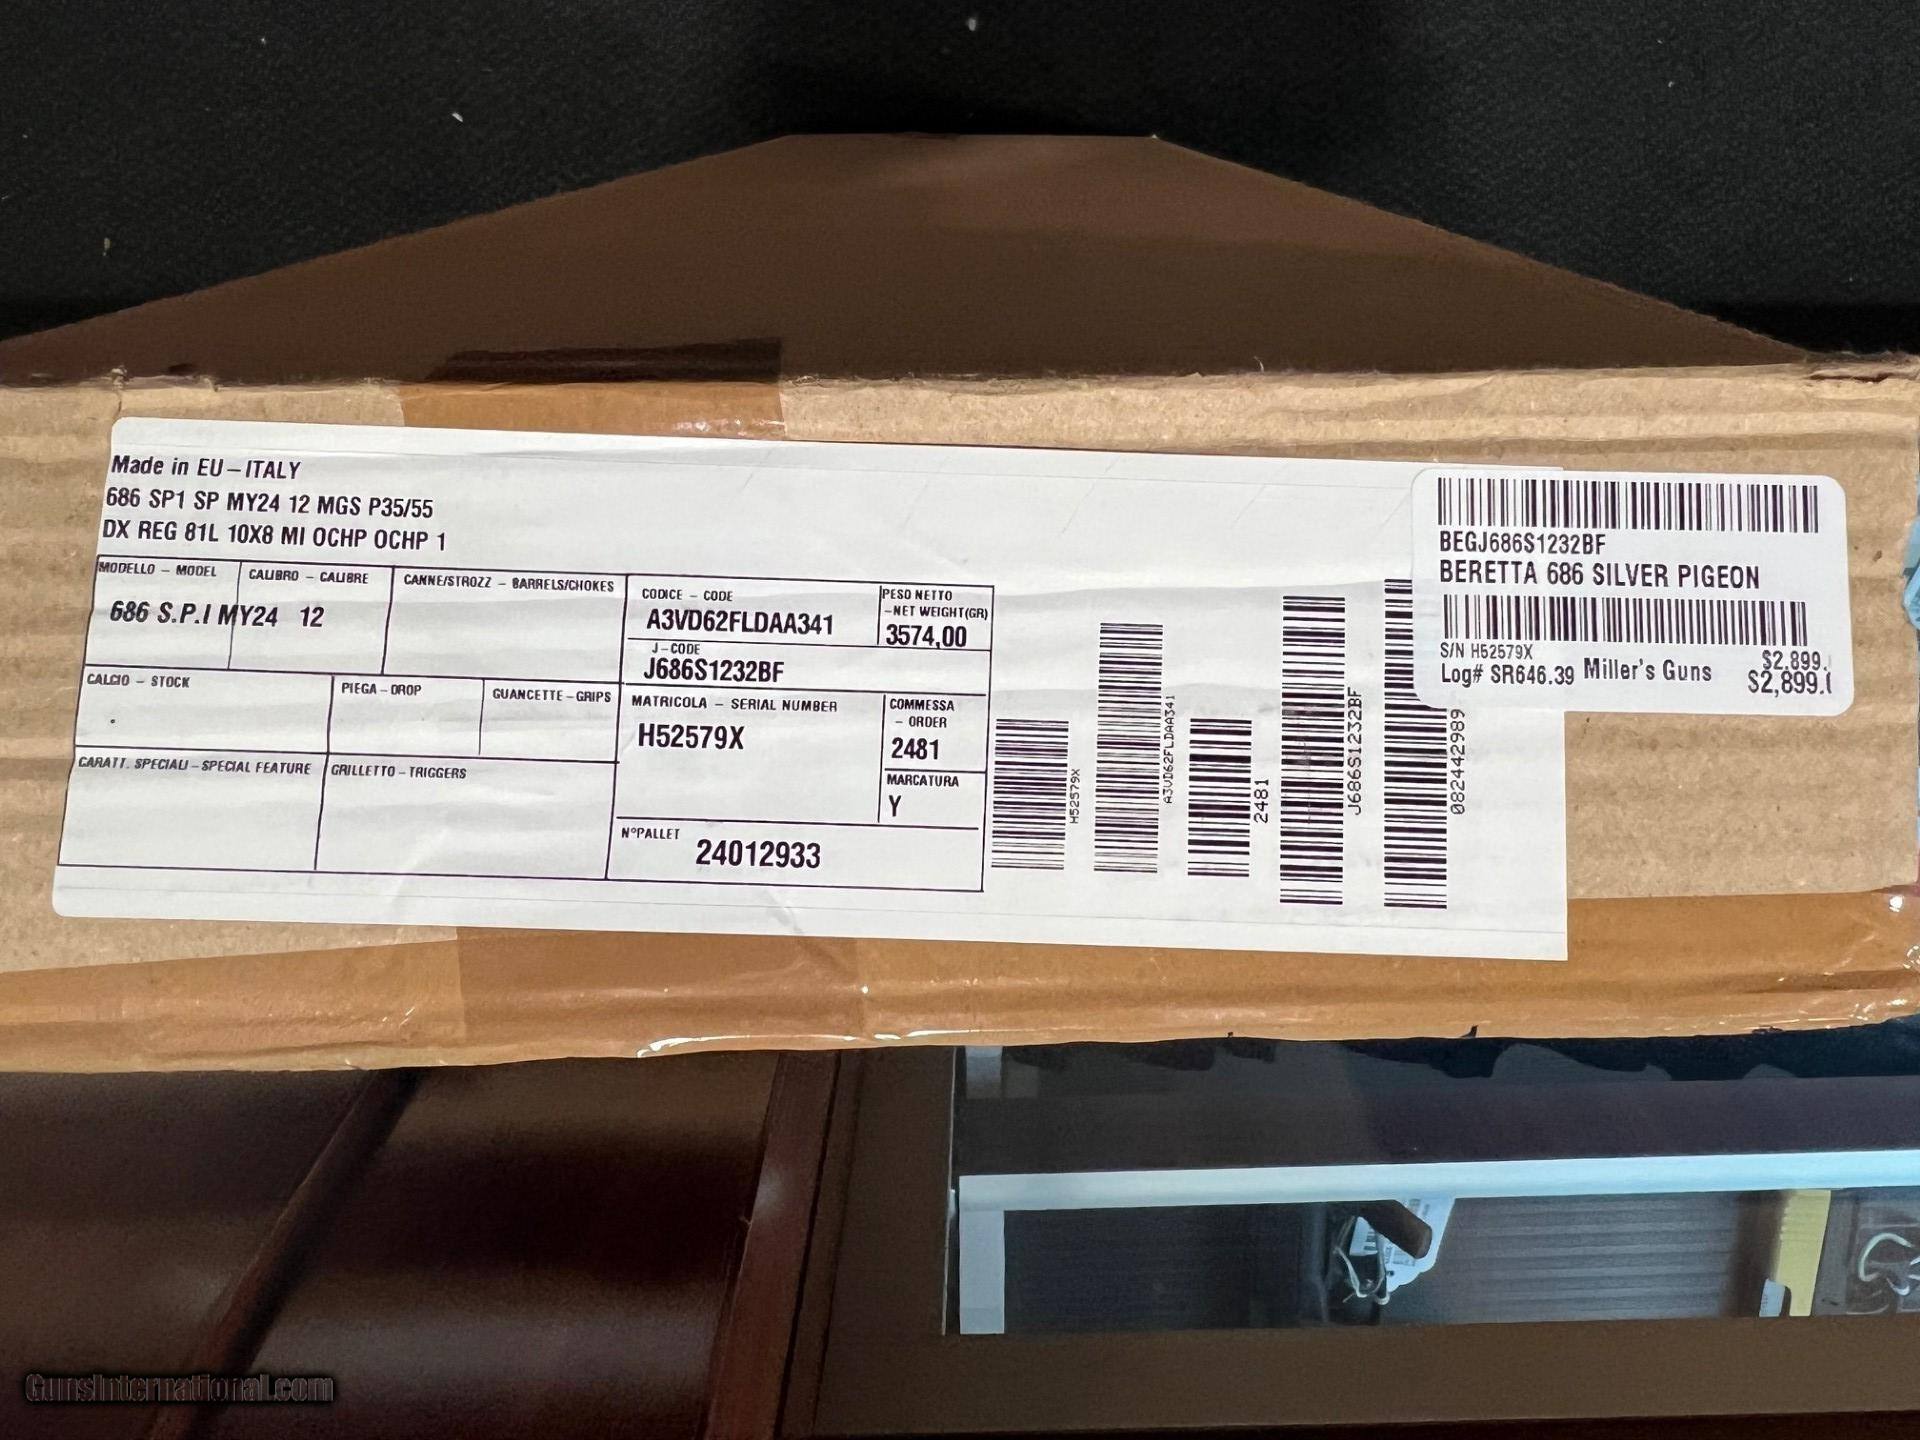 Made in EU-ITALY
686 SP1 SP MY24 12 MGS P35/55
DX REG 81L 10X8 MI OCHP OCHP 1
MODELLO - MODEL
686 S.P.I MY24
CALIBRO - CALIBRE
12
CANNE/STROZZ - BARRELS/CHOKES
CODICE - CODE
A3VD62FLDAA341
PESO NETTO
-NET WEIGHT(GR)
3574,00
J-CODE
J686S1232BF
CALCIO - STOCK
PIEGA-DROP
GUANCETTE-GRIPS
MATRICOLA - SERIAL NUMBER
H52579X
COMMESSA
- ORDER
2481
MARCATURA
Y
CARATT. SPECIALI-SPECIAL FEATURE
GRILLETTO-TRIGGERS
N°PALLET
24012933
H52579X
A3VD62FLDAA341
2481
J686S1232BF
082442989
BEGJ686S1232BF
BERETTA 686 SILVER PIGEON
S/N H52579X
Log# SR646.39 Miller's Guns
$2,899.
$2,899.
GunsInternational.com